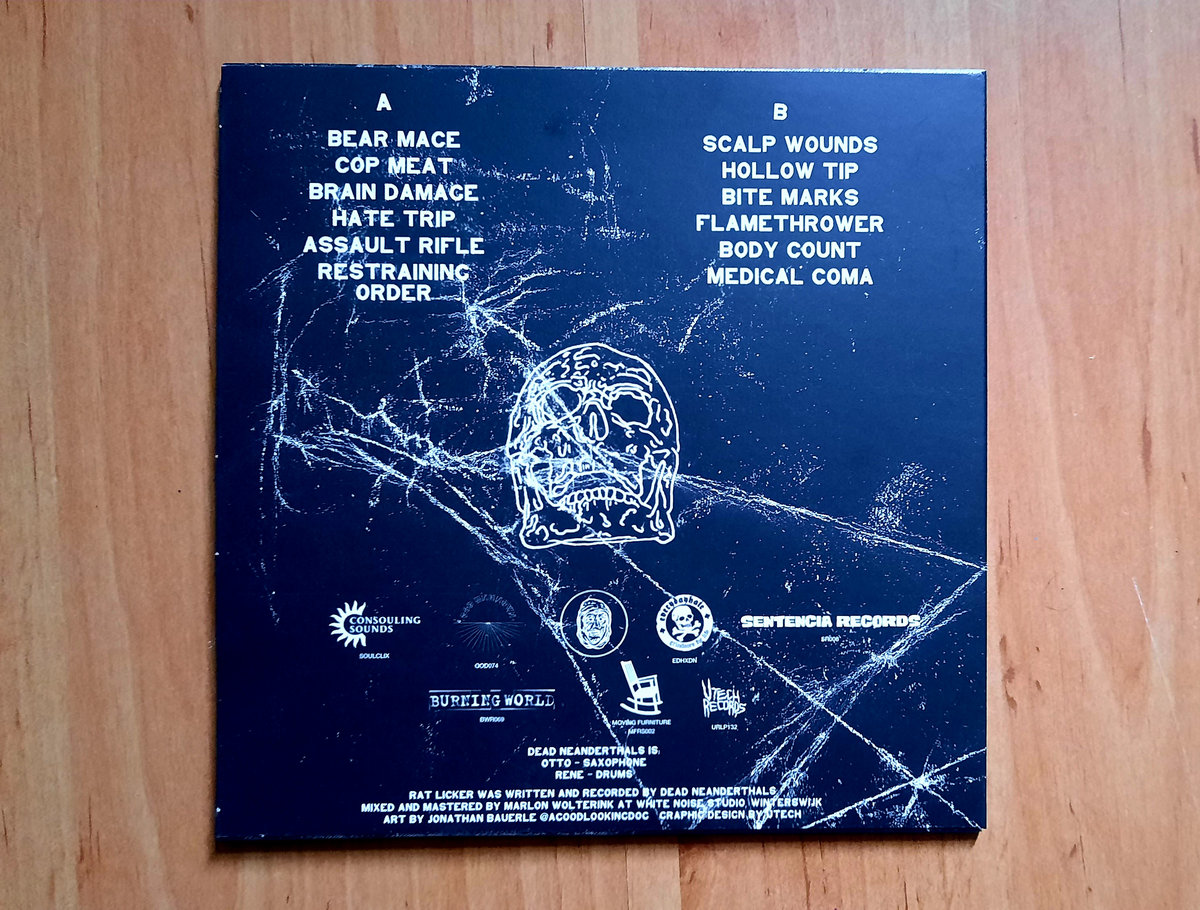 A
BEAR MACE
COP MEAT
BRAIN DAMAGE
HATE TRIP
ASSAULT RIFLE
RESTRAINING
ORDER
B
SCALP WOUNDS
HOLLOW TIP
BITE MARKS
FLAMETHROWER
BODY COUNT
MEDICAL COMA
CONSOULING
SOUNDS
SOULCLIX
GOD074
EDHXDN
SENTENCIA RECORDS
SR006
BURNING WORLD
BWR069
MOVING FURNITURE
MFRS002
UTECH
RECORDS
URLP132
DEAD NEANDERTHALS IS:
OTTO - SAXOPHONE
RENE - DRUMS
RAT LICKER WAS WRITTEN AND RECORDED BY DEAD NEANDERTHALS
MIXED AND MASTERED BY MARLON WOLTERINK AT WHITE NOISE STUDIO, WINTERSWIJK
ART BY JONATHAN BAUERLE @AGOODLOOKINGDOC GRAPHIC DESIGN BY UTECH